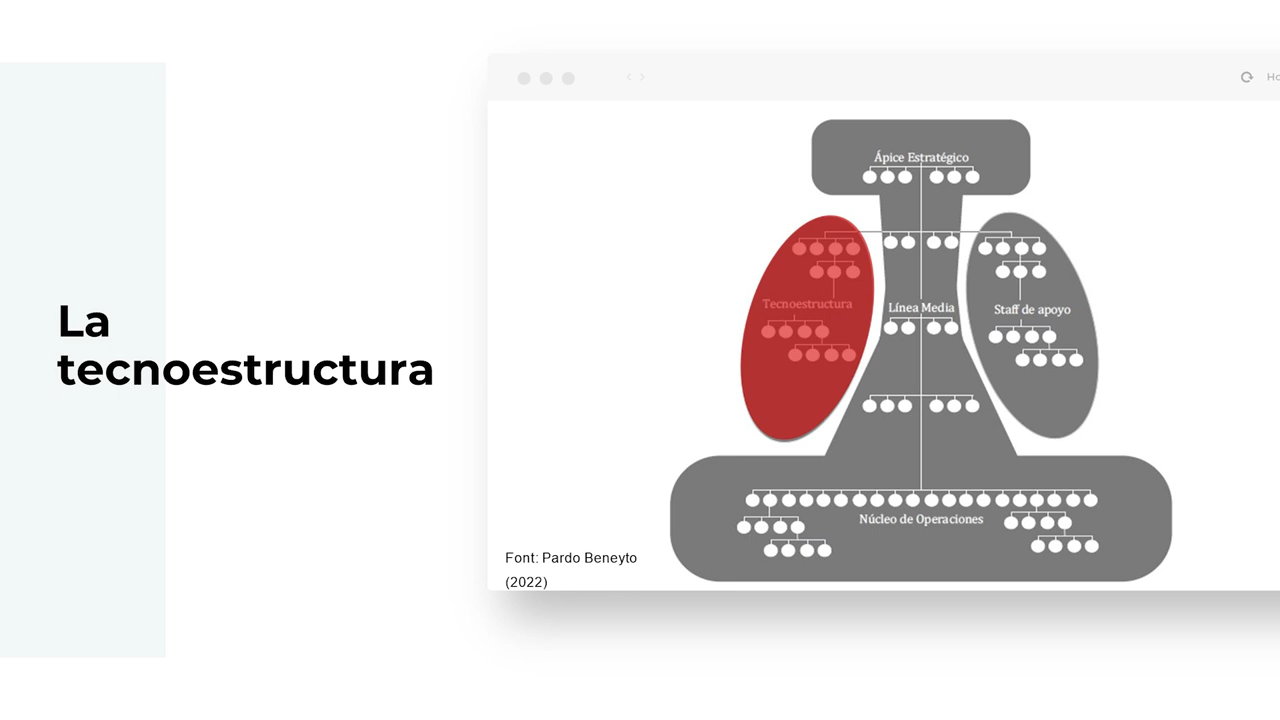 La
tecnoestructura
Ápice Estratégico
Tecnoestructura
Línea Media
Staff de apoyo
Núcleo de Operaciones
Font: Pardo Beneyto
(2022)